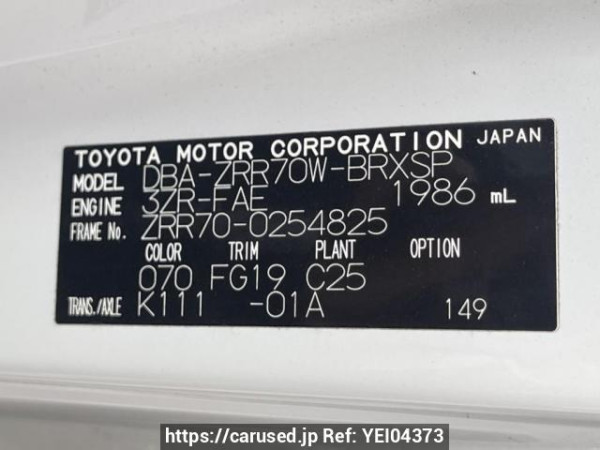 TOYOTA MOTOR CORPORATION JAPAN
MODEL DBA-ZRR70W-BRXSP
ENGINE 3ZR-FAE 1986 mL
FRAME No. ZRR70-0254825
COLOR TRIM PLANT OPTION
070 FG19 C25
TRANS./AXLE K111 -01A 149
https://carused.jp Ref: YEI04373